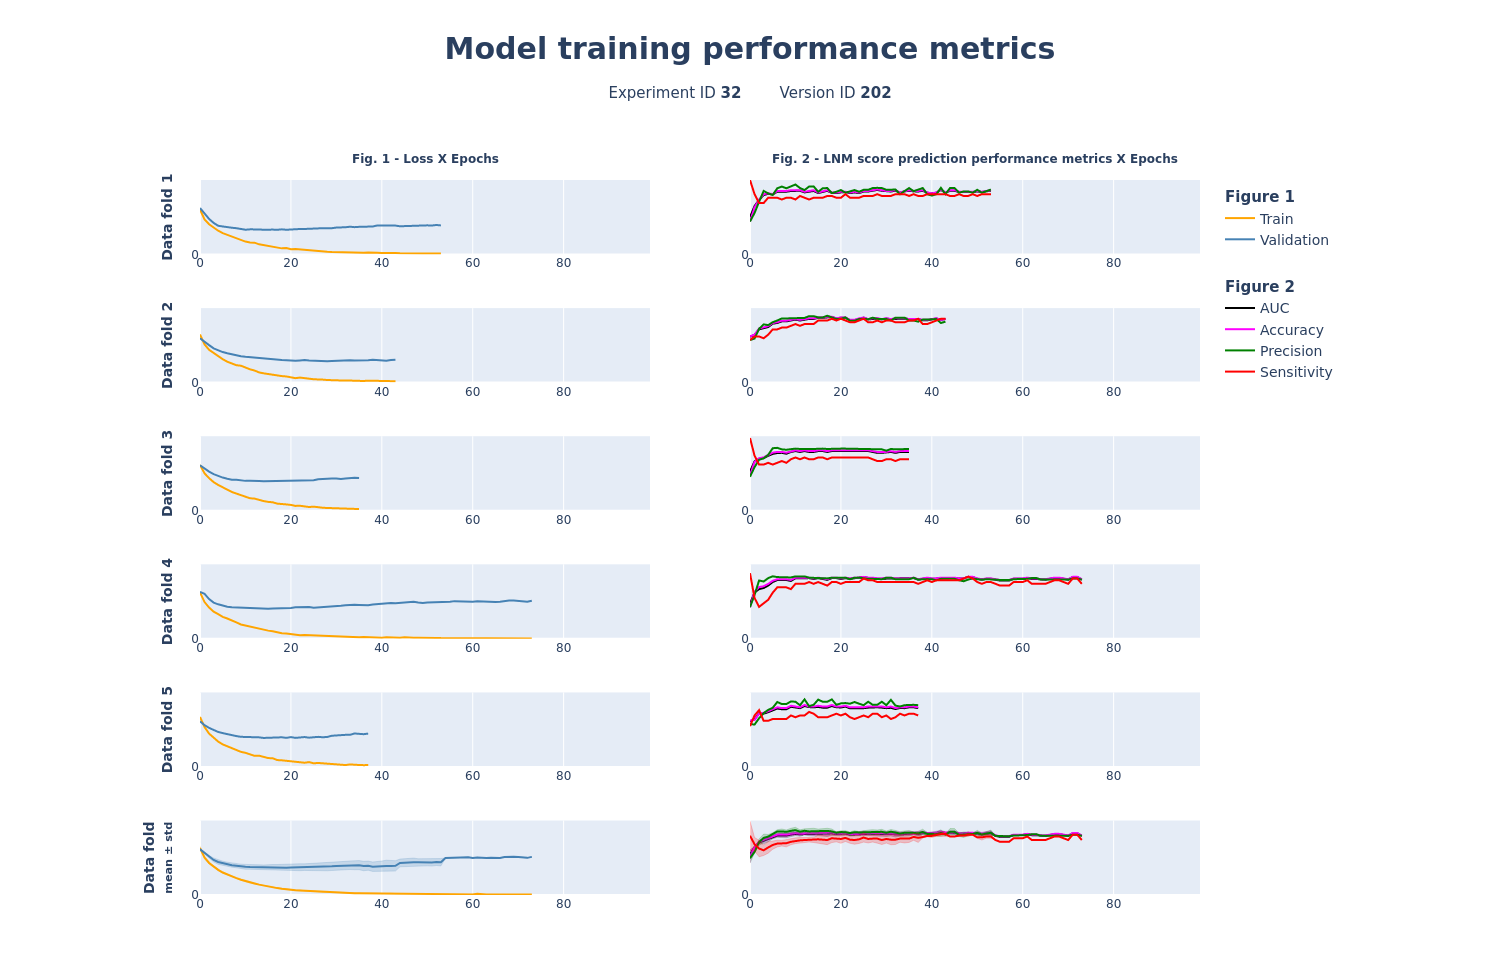 Model training performance metrics
Experiment ID 32 Version ID 202
Fig. 1 - Loss X Epochs
Fig. 2 - LNM score prediction performance metrics X Epochs
Data fold 1
0
0 20 40 60 80
0
0 20 40 60 80
Figure 1
Train
Validation
Figure 2
AUC
Accuracy
Precision
Sensitivity
Data fold 2
0
0 20 40 60 80
0
0 20 40 60 80
Data fold 3
0
0 20 40 60 80
0
0 20 40 60 80
Data fold 4
0
0 20 40 60 80
0
0 20 40 60 80
Data fold 5
0
0 20 40 60 80
0
0 20 40 60 80
Data fold
mean ± std
0
0 20 40 60 80
0
0 20 40 60 80